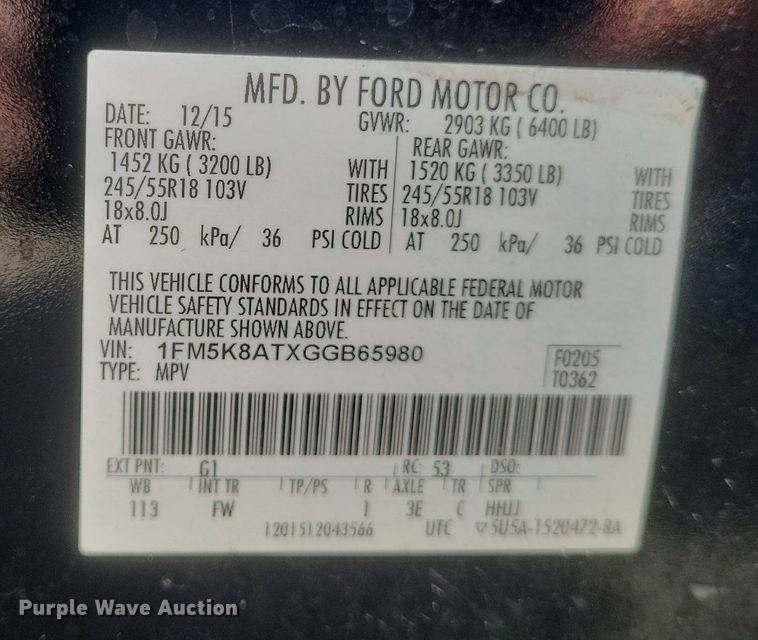 MFD. BY FORD MOTOR CO.
DATE: 12/15 GVWR: 2903 KG ( 6400 LB)
FRONT GAWR: REAR GAWR:
1452 KG ( 3200 LB) WITH 1520 KG ( 3350 LB) WITH
245/55R18 103V TIRES 245/55R18 103V TIRES
18x8.0J RIMS 18x8.0J RIMS
AT 250 kPa/ 36 PSI COLD AT 250 kPa/ 36 PSI COLD
THIS VEHICLE CONFORMS TO ALL APPLICABLE FEDERAL MOTOR
VEHICLE SAFETY STANDARDS IN EFFECT ON THE DATE OF
MANUFACTURE SHOWN ABOVE.
VIN: 1FM5K8ATXGGB65980 F0205
TYPE: MPV T0362
EXT PNT: G1 RC: 53 DSO:
WB INT TR TP/PS R AXLE TR SPR
113 FW 1 3E C HHJJ
1201512043566 UTC ▽5U5A-1520472-8A
Purple Wave Auction